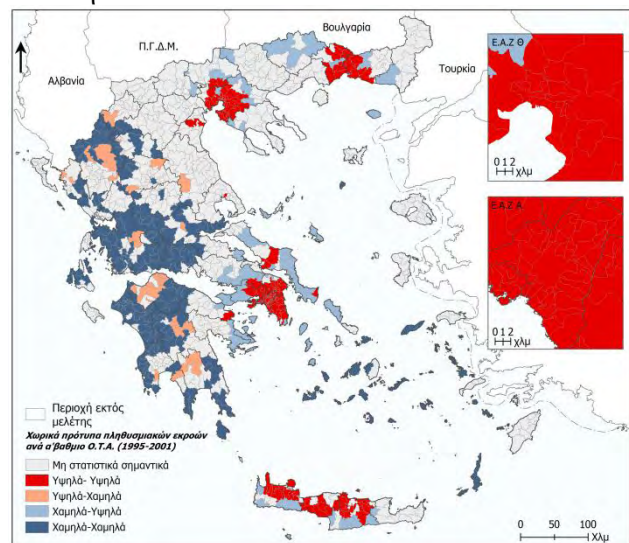 Βουλγαρία
Π.Γ.Δ.Μ.
Αλβανία
Τουρκία
Ε.Α.Ζ Θ
0 1 2
χλμ
Ε.Α.Ζ Α
0 1 2
χλμ
Περιοχή εκτός
μελέτης
Χωρικά πρότυπα πληθυσμιακών εκροών
ανά α'βαθμιο Ο.Τ.Α. (1995-2001)
Μη στατιστικά σημαντικά
Υψηλά- Υψηλά
Υψηλά-Χαμηλά
Χαμηλά-Υψηλά
Χαμηλά-Χαμηλά
0 50 100
Χλμ